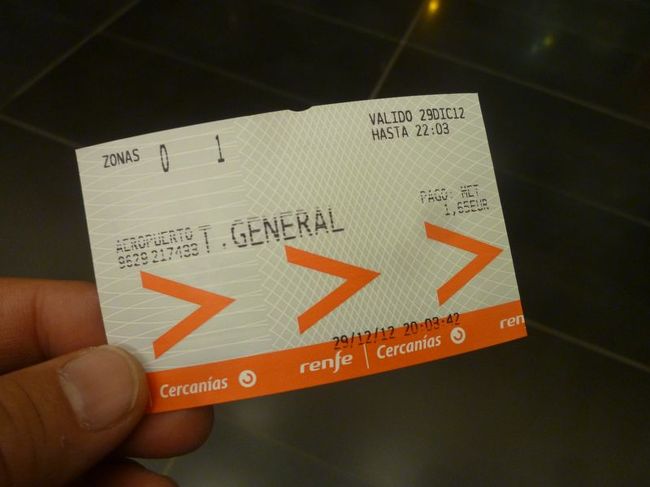 ZONAS 0 1
VALIDO 29DIC12
HASTA 22:03
PAGO: MET
1,65EUR
AEROPUERTO T.GENERAL
9629 217433
29/12/12 20:03:42
Cercanías renfe Cercanías ren